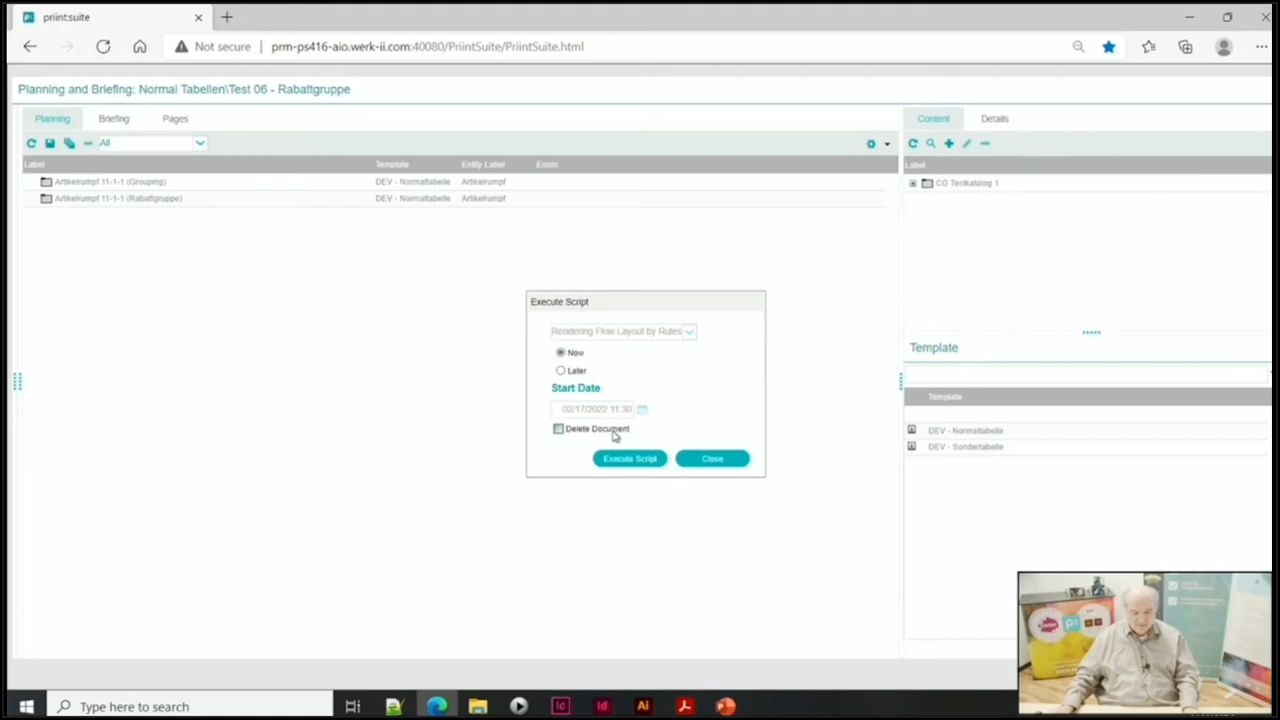 priint:suite
Not secure prm-ps416-aio.werk-ii.com:40080/PriintSuite/PriintSuite.html
Planning and Briefing: Normal Tabellen\Test 06 - Rabattgruppe
Planning Briefing Pages
All
Label Template Entity Label Exists
Artikelrumpf 11-1-1 (Grouping) DEV - Normaltabelle Artikelrumpf
Artikelrumpf 11-1-1 (Rabattgruppe) DEV - Normaltabelle Artikelrumpf
Content Details
Label
CG Testkatalog 1
Execute Script
Rendering Flow Layout by Rules
Now
Later
Start Date
02/17/2022 11:30
Delete Document
Execute Script Close
Template
Template
DEV - Normaltabelle
DEV - Sondertabelle
Type here to search